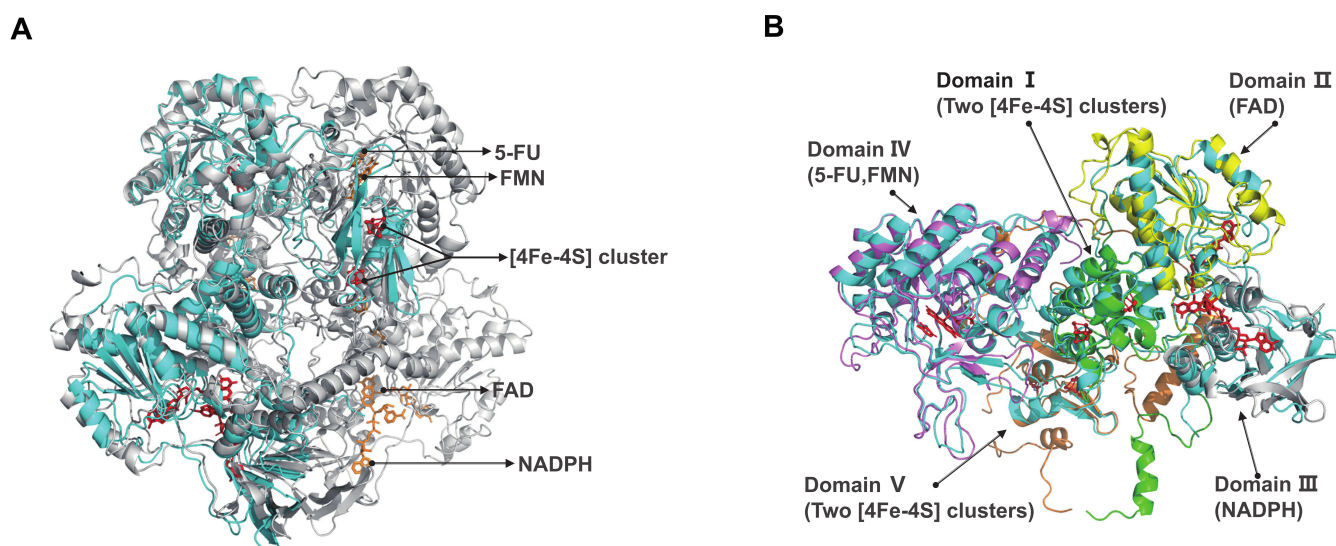 A
B
5-FU
FMN
[4Fe-4S] cluster
FAD
NADPH
Domain Ⅰ
(Two [4Fe-4S] clusters)
Domain Ⅱ
(FAD)
Domain Ⅳ
(5-FU,FMN)
Domain Ⅴ
(Two [4Fe-4S] clusters)
Domain Ⅲ
(NADPH)